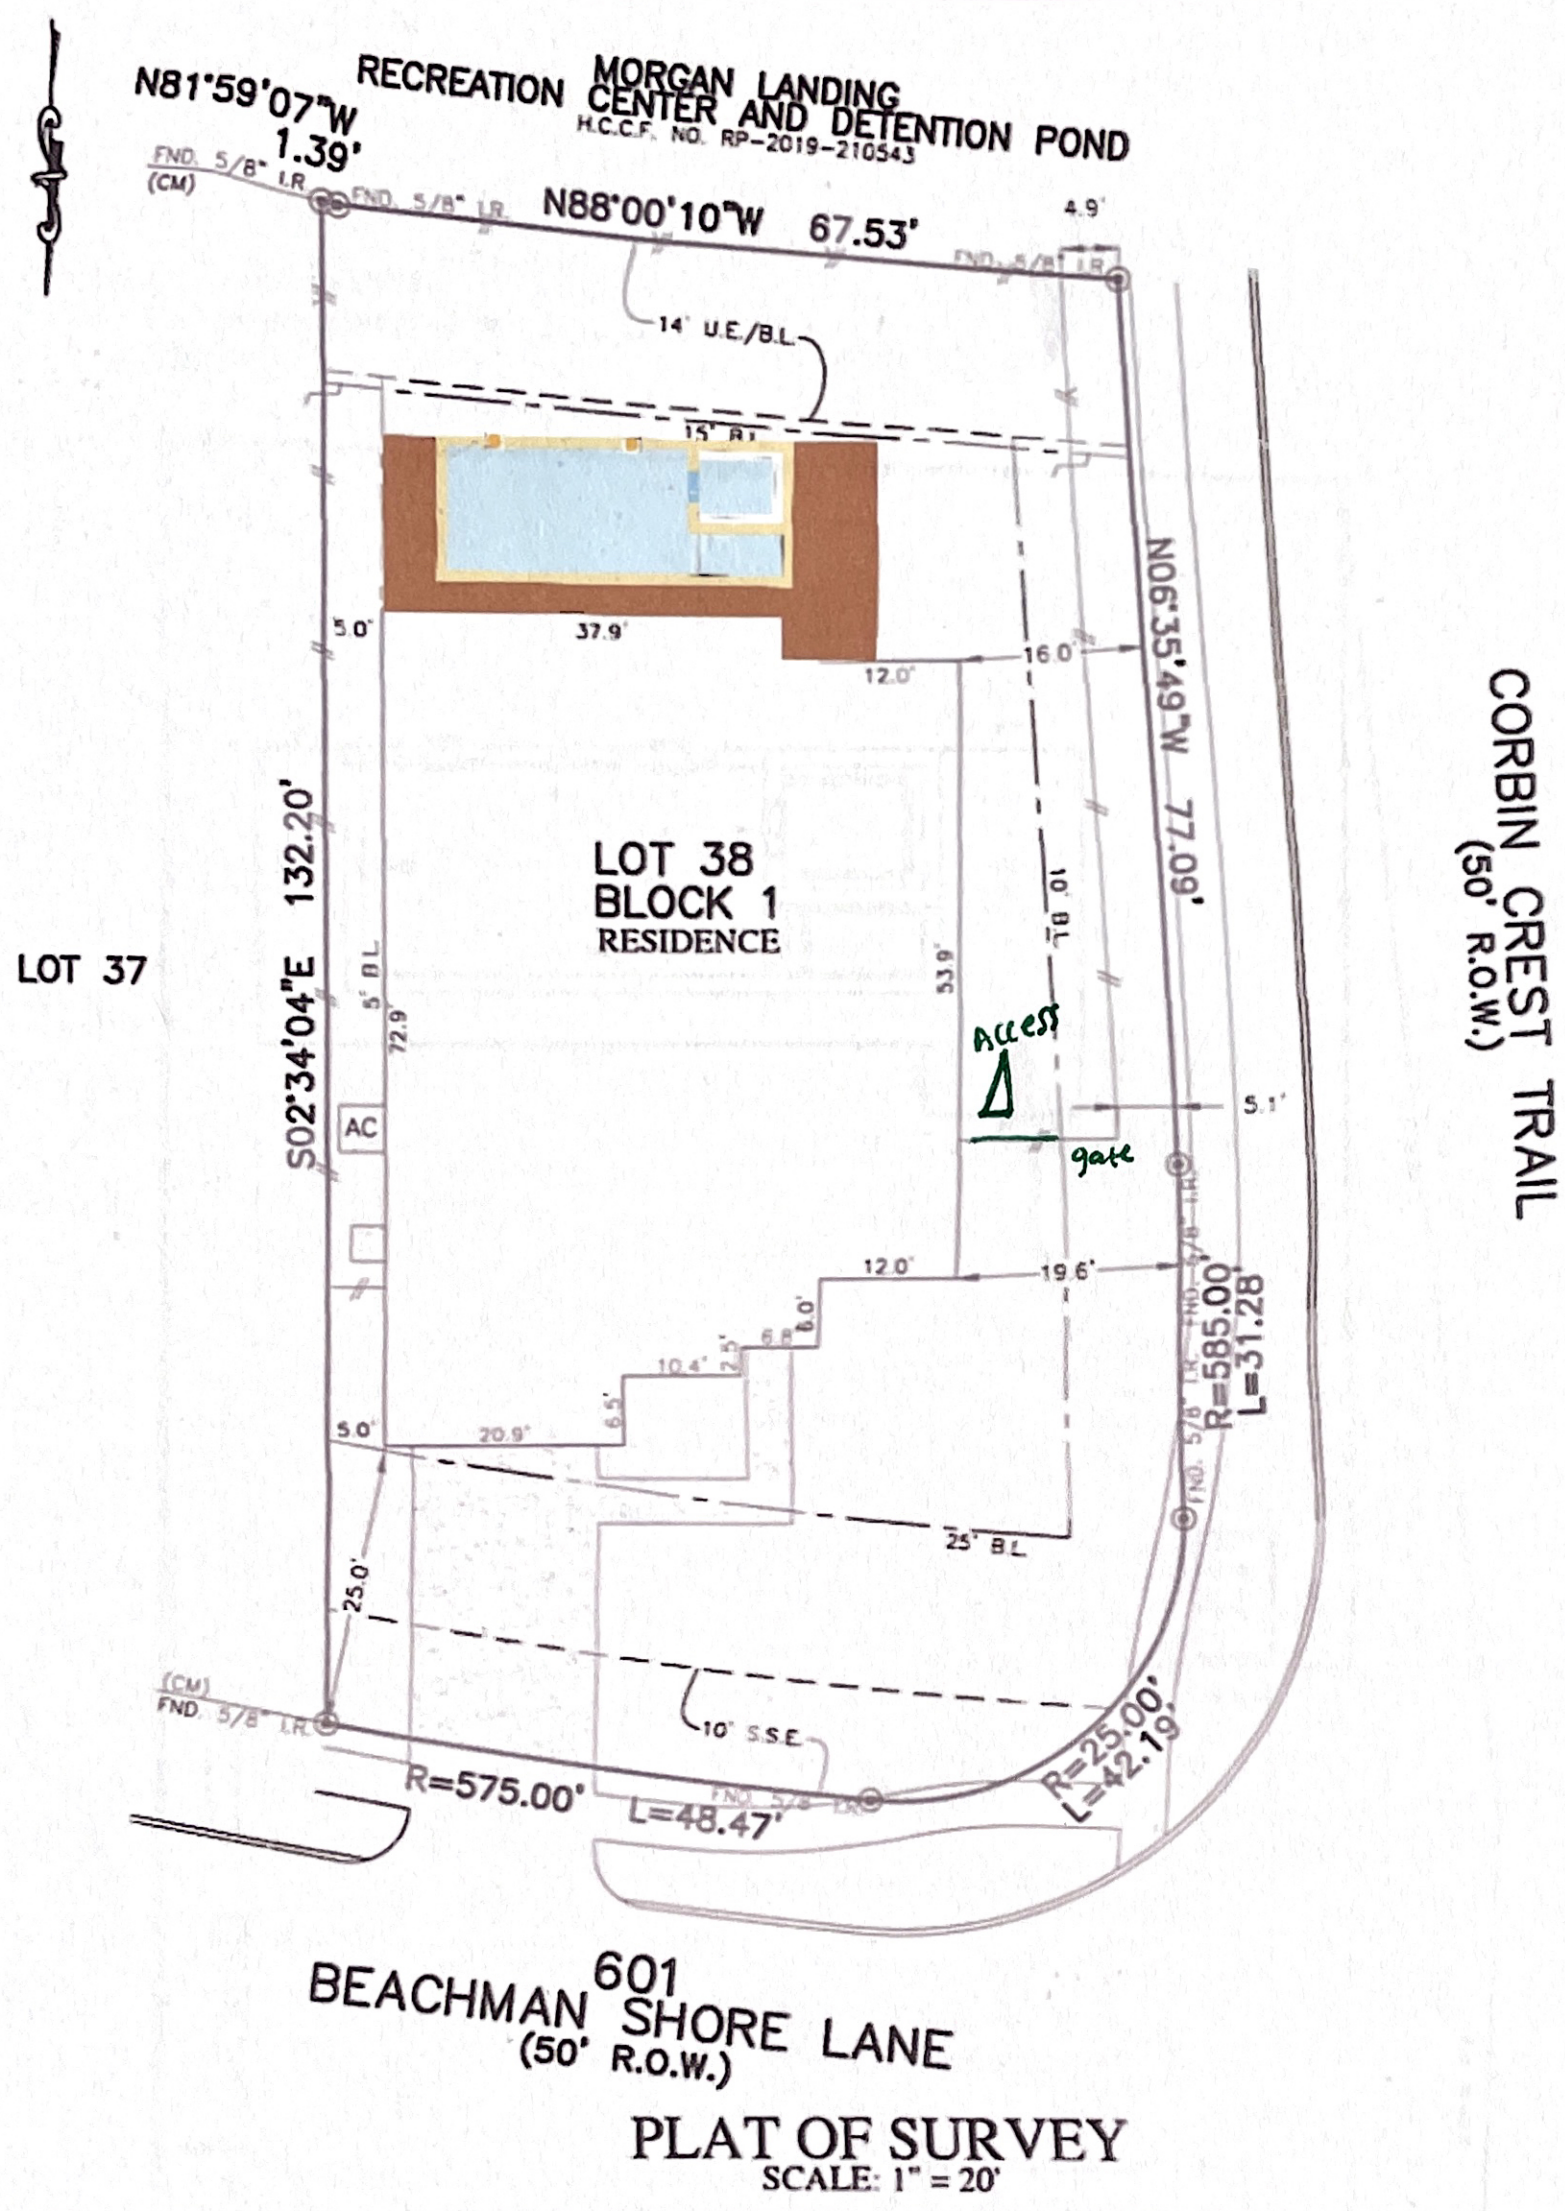 MORGAN LANDING
RECREATION CENTER AND DETENTION POND
H.C.C.F. NO. RP-2019-210543
N81°59'07"W
1.39'
FND. 5/8" I.R.
(CM)
FND. 5/8" I.R.
N88°00'10"W 67.53'
4.9'
FND. 5/8" I.R.
14' U.E./B.L.
15' B.L.
5.0'
37.9'
12.0'
16.0'
N06°35'49"W 77.09'
CORBIN CREST TRAIL
(50' R.O.W.)
LOT 38
BLOCK 1
RESIDENCE
S02°34'04"E 132.20'
LOT 37
5' B.L.
72.9'
53.9'
10' B.L.
Access
AC
5.1'
gate
12.0'
19.6'
FND. 5/8" I.R.
R=585.00'
L=31.28'
6.0'
6.8'
2.5'
10.4'
6.5'
20.9'
5.0'
FND. 5/8" I.R.
25' B.L.
25.0'
(CM)
FND. 5/8" I.R.
10' S.S.E.
R=25.00'
L=42.19'
R=575.00' L=48.47'
FND. 5/8" I.R.
601
BEACHMAN SHORE LANE
(50' R.O.W.)
PLAT OF SURVEY
SCALE: 1" = 20'